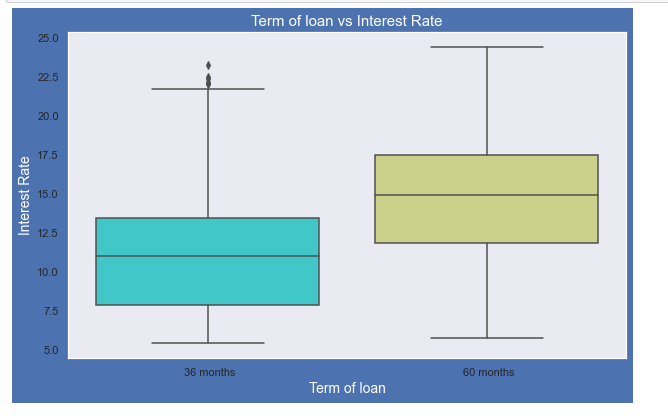 Term of loan vs Interest Rate
25.0
22.5
20.0
17.5
15.0
12.5
10.0
7.5
5.0
Interest Rate
36 months
60 months
Term of loan